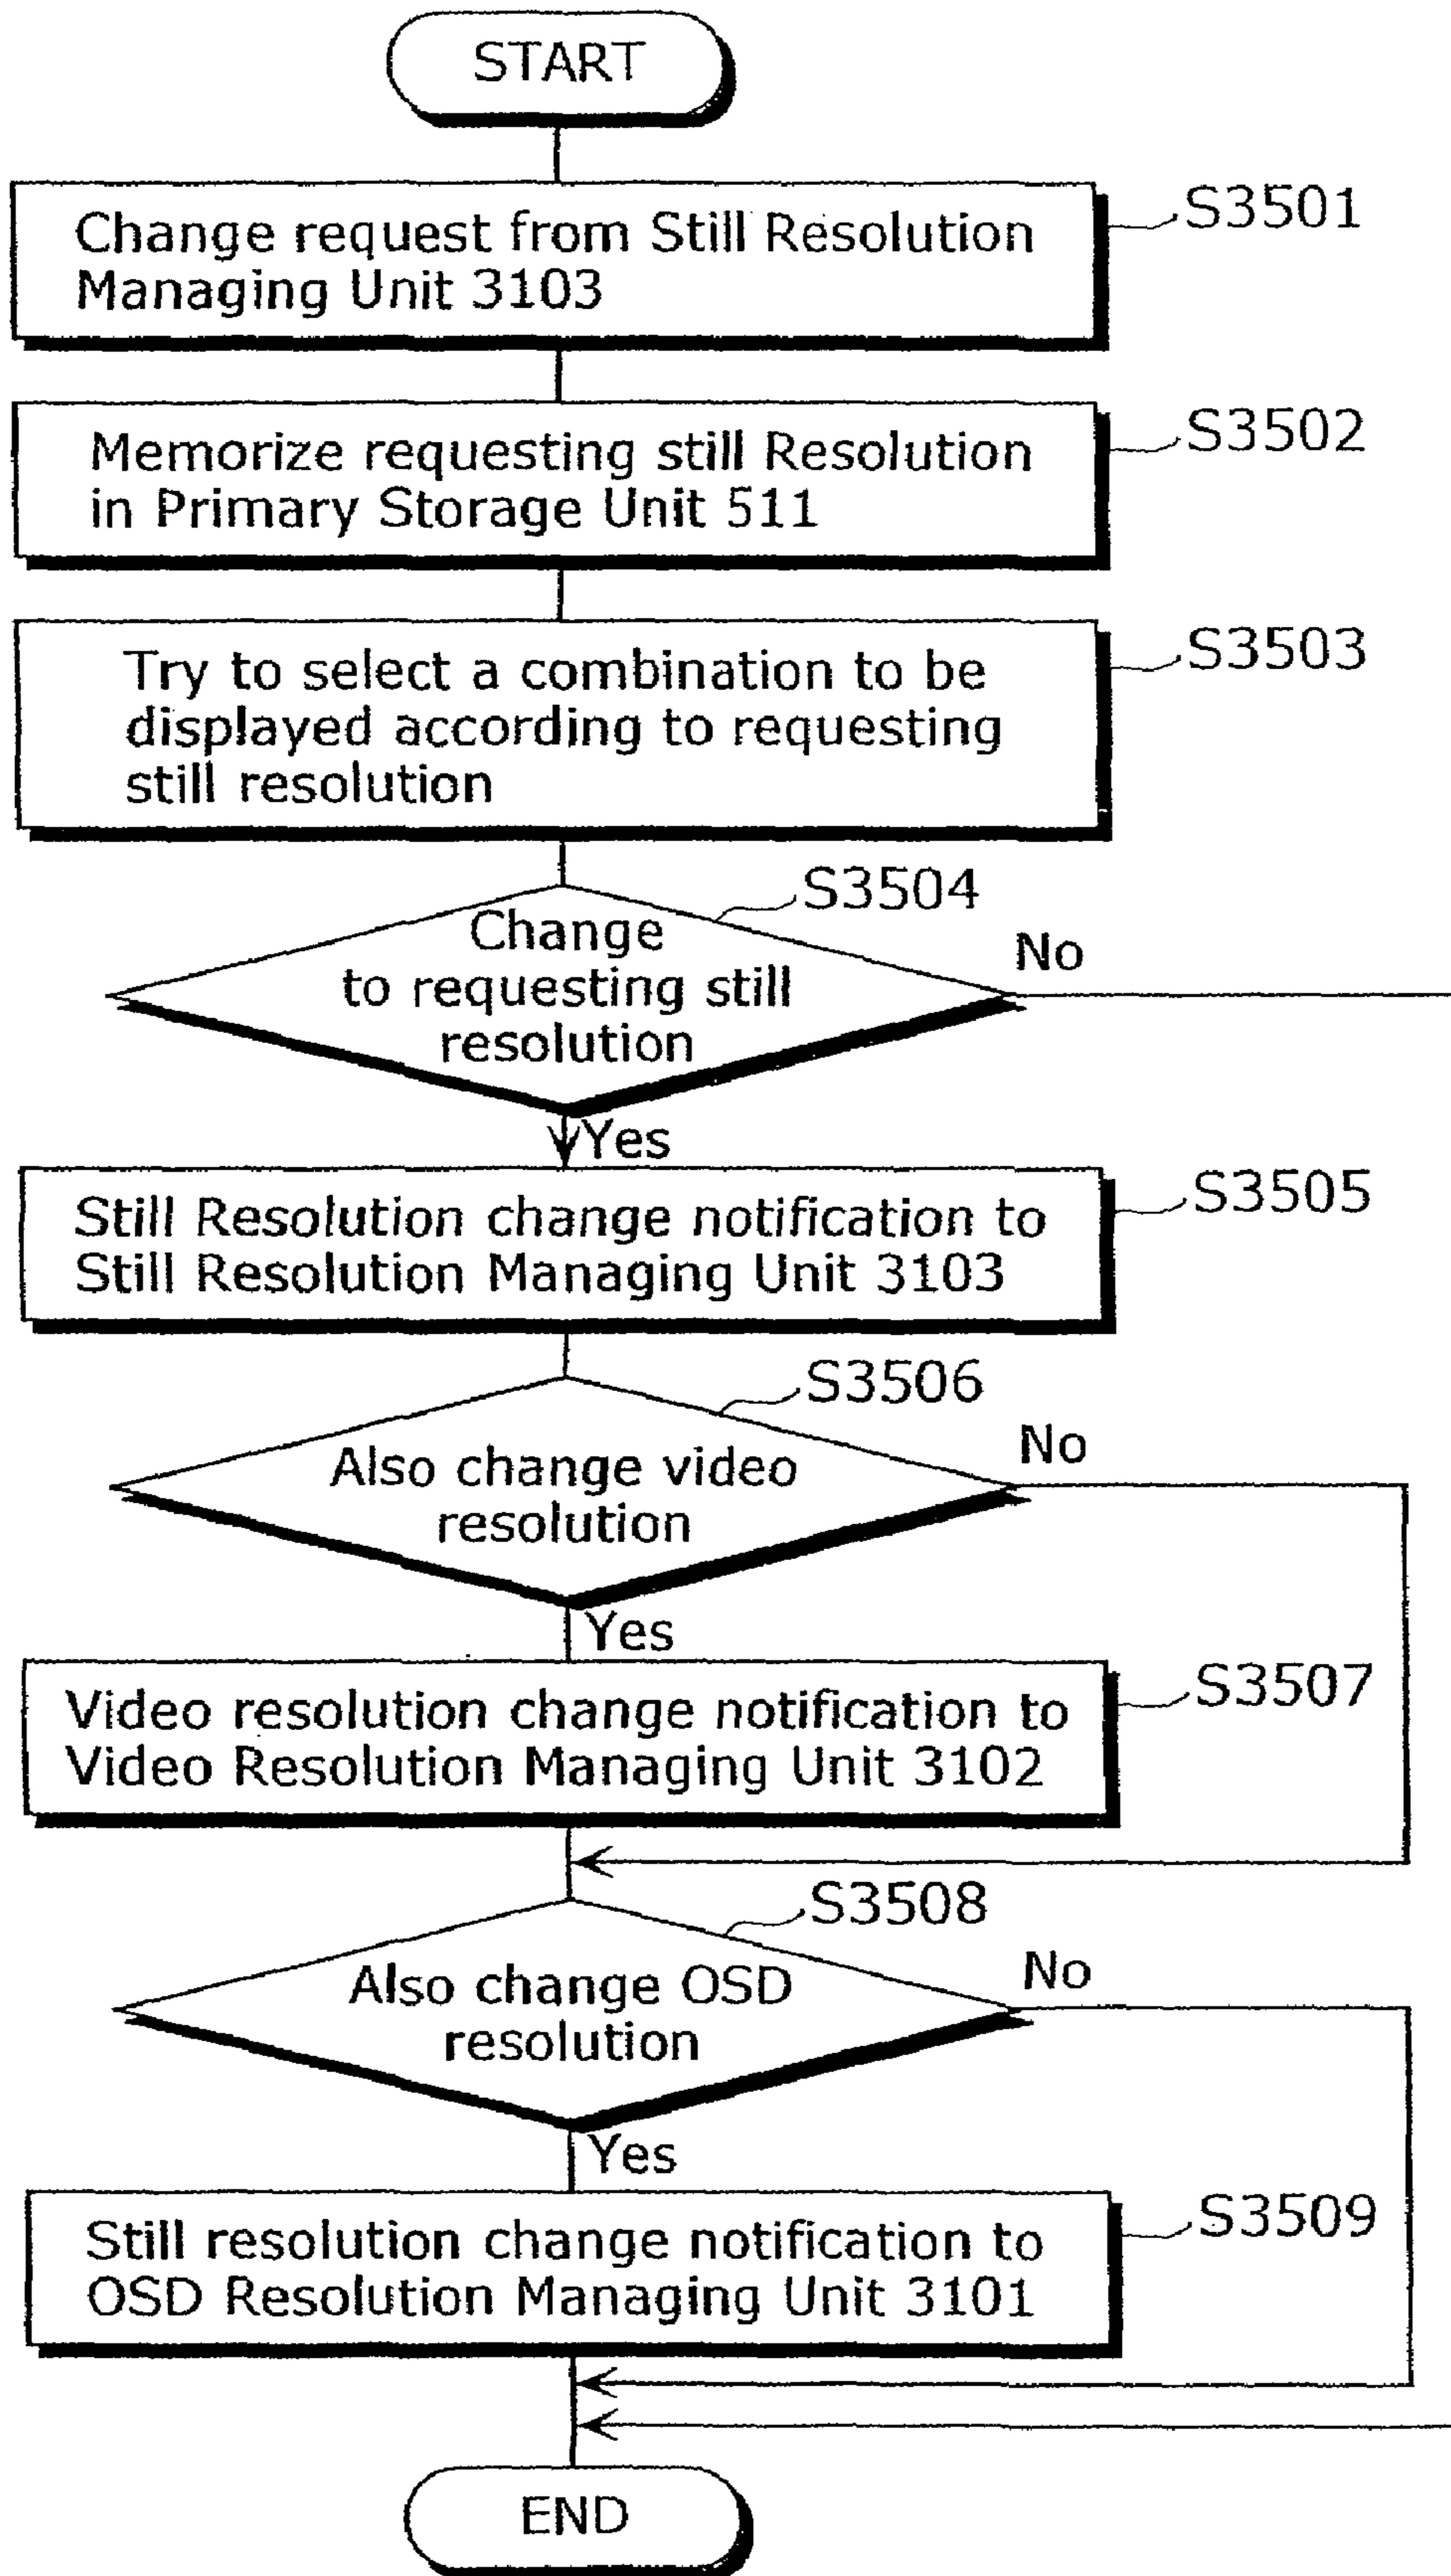 START
Change request from Still Resolution
Managing Unit 3103
S3501
Memorize requesting still Resolution
in Primary Storage Unit 511
S3502
Try to select a combination to be
displayed according to requesting
still resolution
S3503
S3504
Change
to requesting still
resolution
No
Yes
Still Resolution change notification to
Still Resolution Managing Unit 3103
S3505
S3506
Also change video
resolution
No
Yes
Video resolution change notification to
Video Resolution Managing Unit 3102
S3507
S3508
Also change OSD
resolution
No
Yes
Still resolution change notification to
OSD Resolution Managing Unit 3101
S3509
END